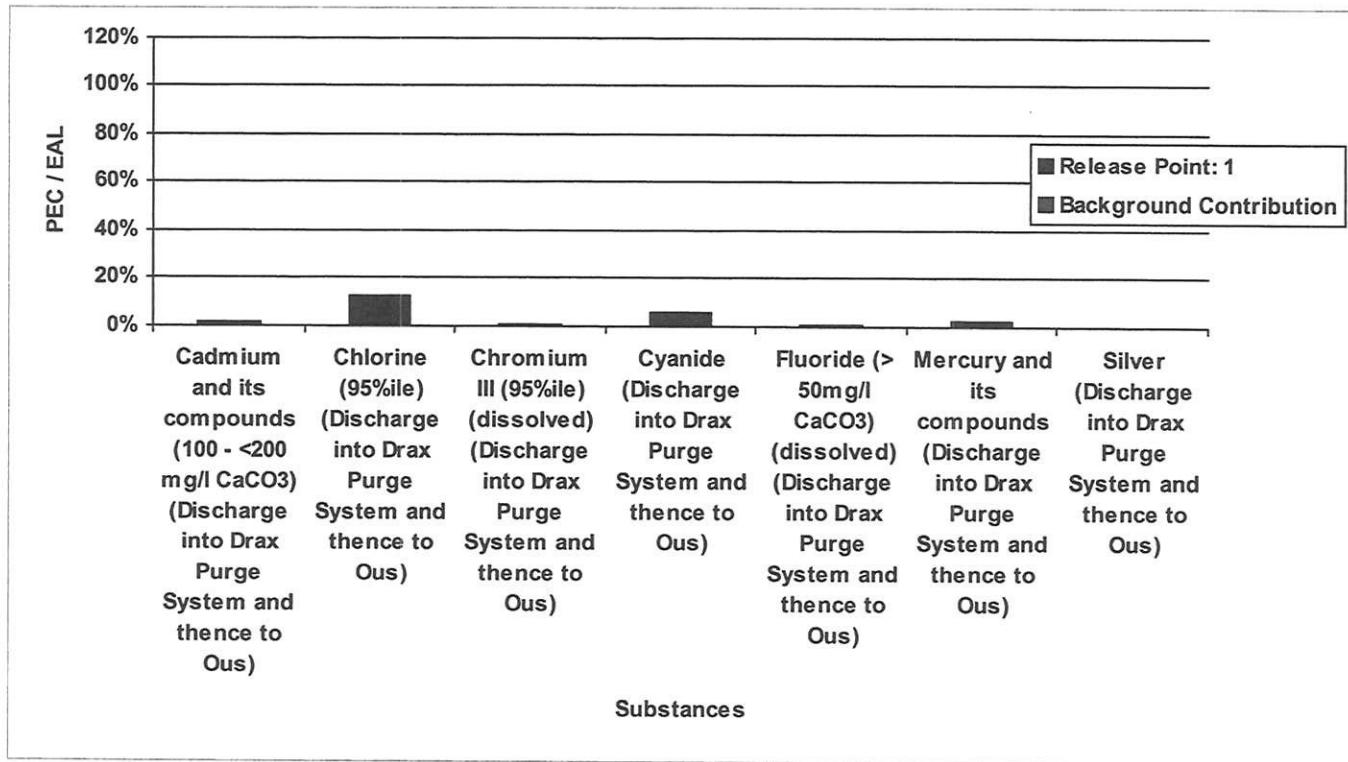 120%
100%
80%
60%
40%
20%
0%
PEC / EAL
Release Point: 1
Background Contribution
Cadmium
and its
compounds
(100 - <200
mg/l CaCO3)
(Discharge
into Drax
Purge
System and
thence to
Ous)
Chlorine
(95%ile)
(Discharge
into Drax
Purge
System and
thence to
Ous)
Chromium
III (95%ile)
(dissolved)
(Discharge
into Drax
Purge
System and
thence to
Ous)
Cyanide
(Discharge
into Drax
Purge
System and
thence to
Ous)
Fluoride (>
50mg/l
CaCO3)
(dissolved)
(Discharge
into Drax
Purge
System and
thence to
Ous)
Mercury and
its
compounds
(Discharge
into Drax
Purge
System and
thence to
Ous)
Silver
(Discharge
into Drax
Purge
System and
thence to
Ous)
Substances